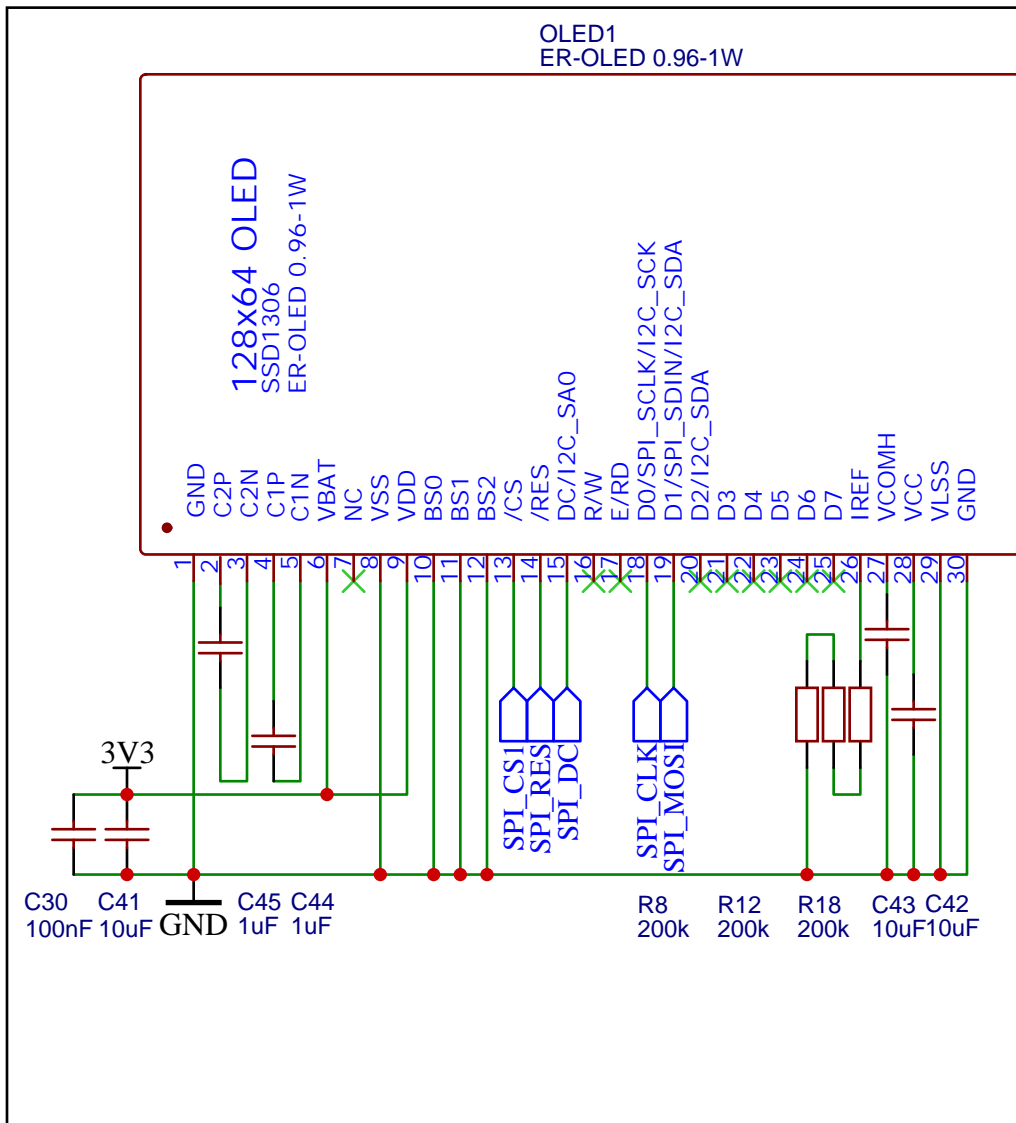 OLED1
ER-OLED 0.96-1W
128x64 OLED
SSD1306
ER-OLED 0.96-1W
GND
C2P
C2N
C1P
C1N
VBAT
NC
VSS
VDD
BS0
BS1
BS2
/CS
/RES
DC/I2C_SA0
R/W
E/RD
D0/SPI_SCLK/I2C_SCK
D1/SPI_SDIN/I2C_SDA
D2/I2C_SDA
D3
D4
D5
D6
D7
IREF
VCOMH
VCC
VLSS
GND
1
2
3
4
5
6
7
8
9
10
11
12
13
14
15
16
17
18
19
20
21
22
23
24
25
26
27
28
29
30
3V3
SPI_CS1
SPI_RES
SPI_DC
SPI_CLK
SPI_MOSI
GND
C30
100nF
C41
10uF
C45
1uF
C44
1uF
R8
200k
R12
200k
R18
200k
C43
10uF
C42
10uF